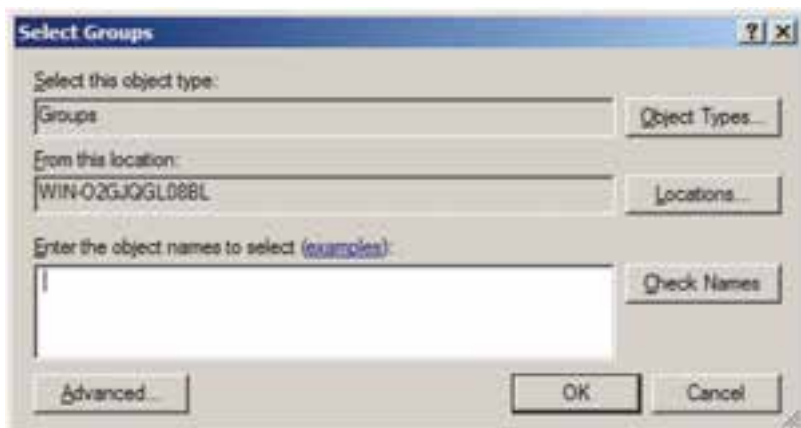 Select Groups
Select this object type:
Groups
Object Types...
From this location:
WIN-O2GJQGL08BL
Locations...
Enter the object names to select (examples):
Check Names
Advanced...
OK
Cancel